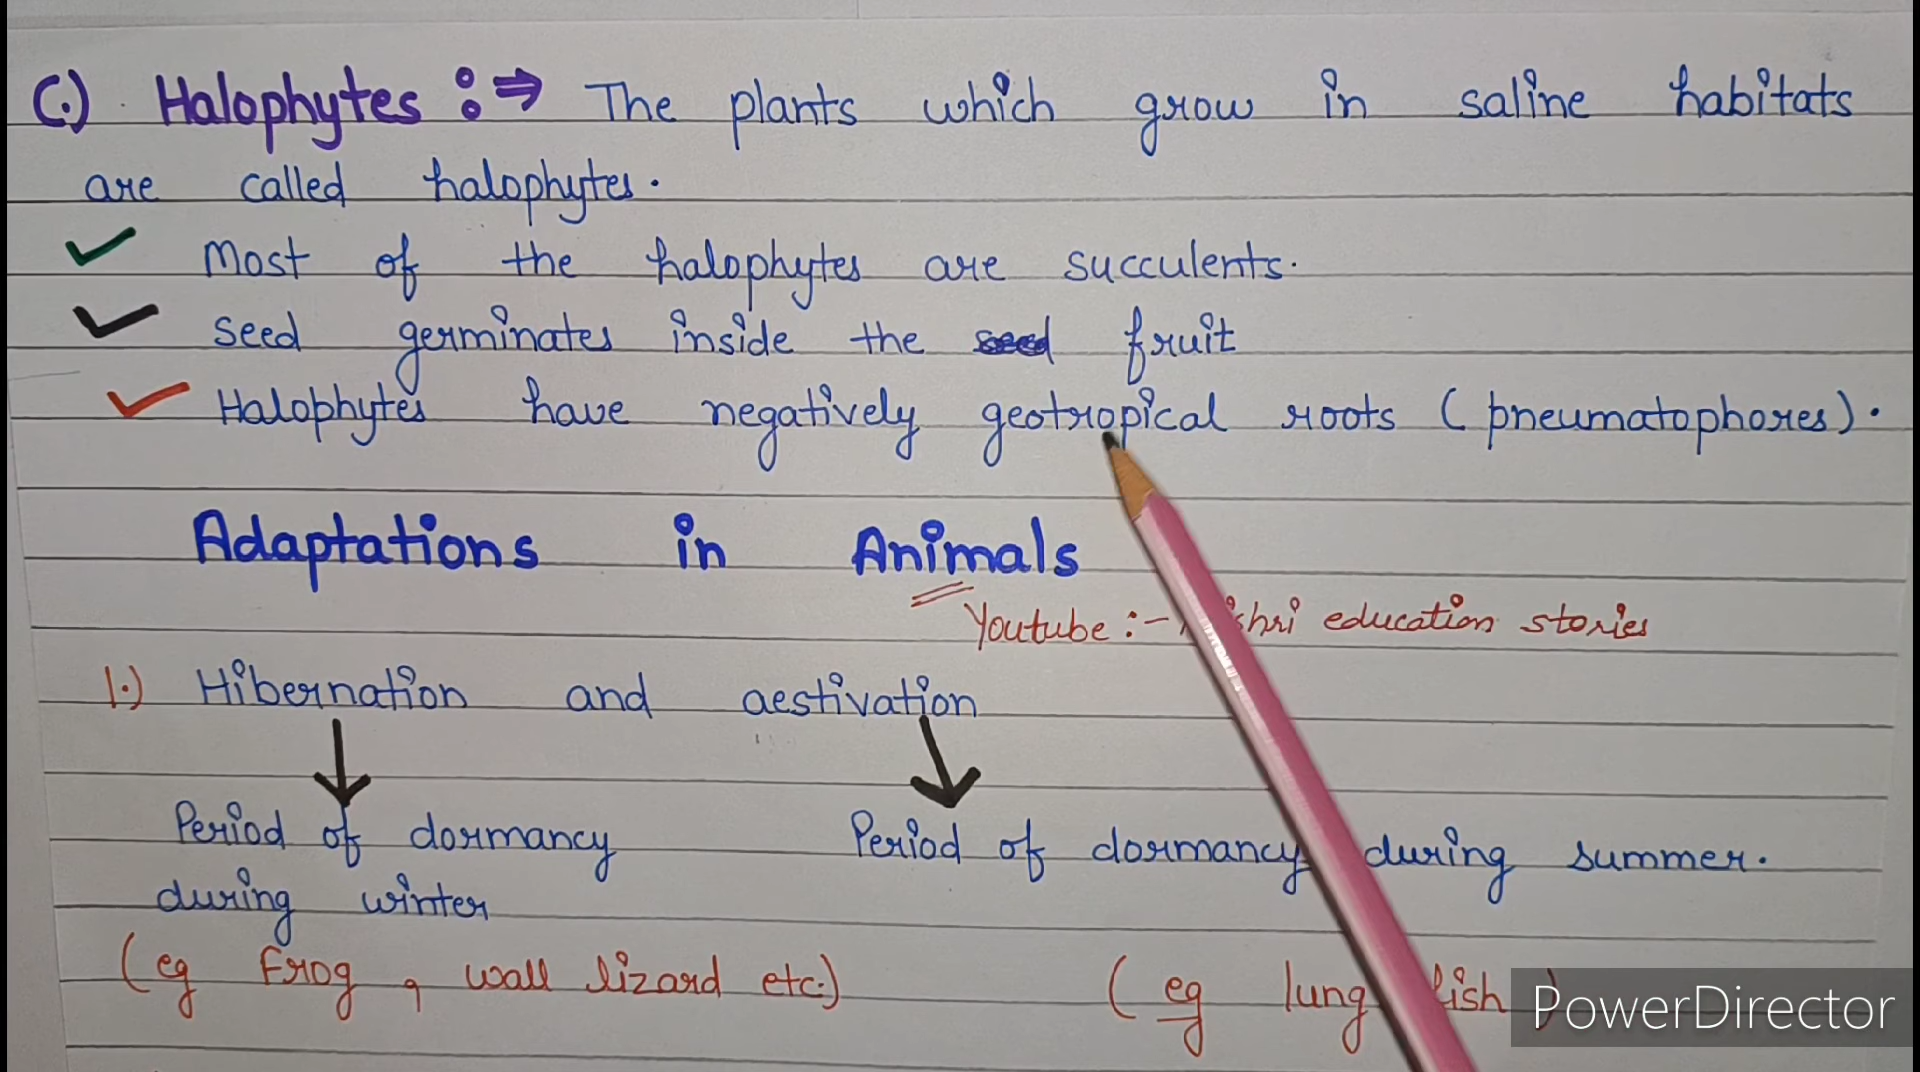 C.) Halophytes :⇒ The plants which grow in saline habitats
are called halophytes.
✓ Most of the halophytes are succulents.
✓ seed germinates inside the fruit
✓ Halophytes have negatively geotropical roots (pneumatophores).
Adaptations in Animals
Youtube :- education stories
1.) Hibernation and aestivation
Period of dormancy
during winter
Period of dormancy during summer.
(eg Frog, wall lizard etc.)
(eg lung fish)
PowerDirector